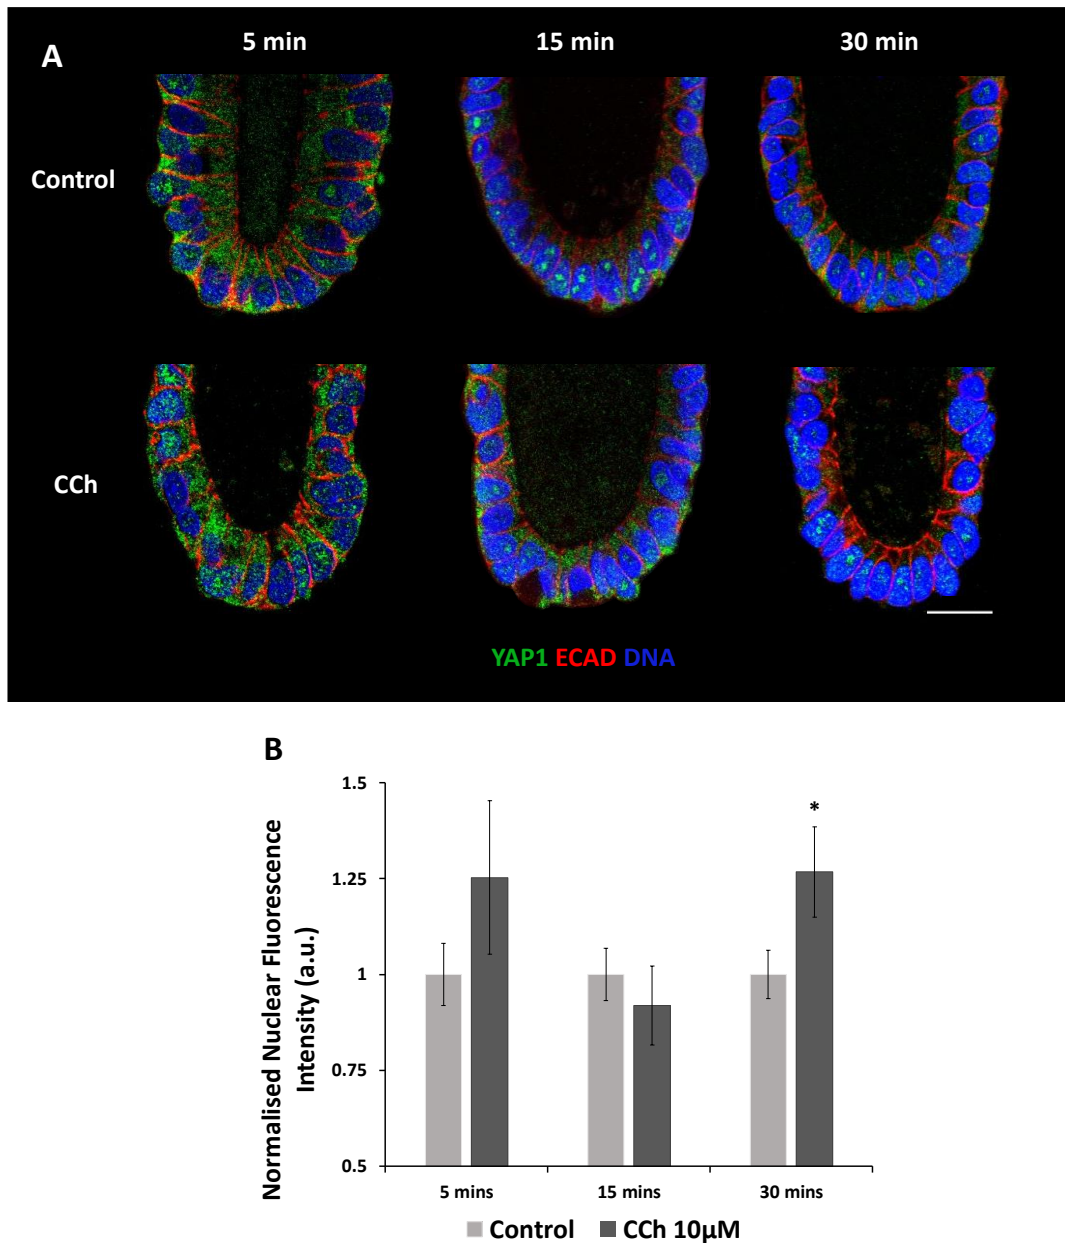 A
5 min
15 min
30 min
Control
CCh
YAP1 ECAD DNA
B
Normalised Nuclear Fluorescence
Intensity (a.u.)
1.5
1.25
1
0.75
0.5
*
5 mins
15 mins
30 mins
Control
CCh 10µM